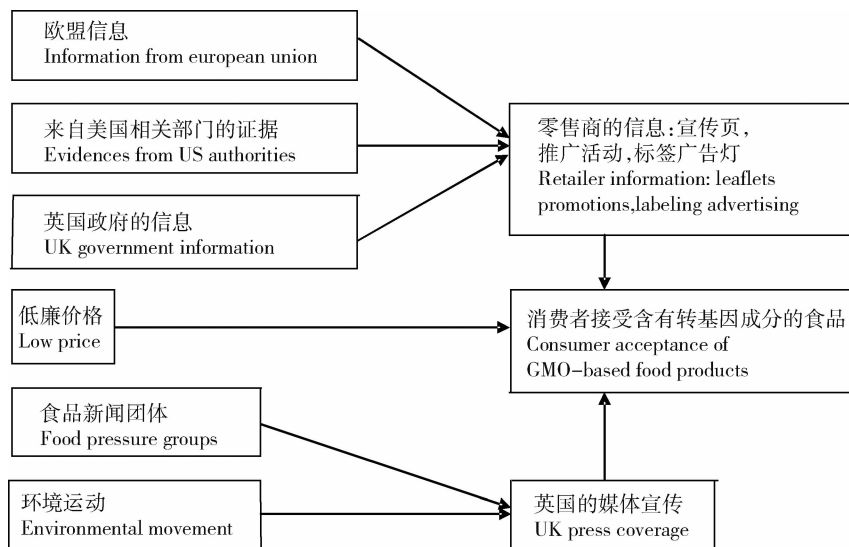 欧盟信息
Information from european union
来自美国相关部门的证据
Evidences from US authorities
英国政府的信息
UK government information
零售商的信息:宣传页,
推广活动,标签广告灯
Retailer information: leaflets
promotions,labeling advertising
低廉价格
Low price
消费者接受含有转基因成分的食品
Consumer acceptance of
GMO-based food products
食品新闻团体
Food pressure groups
环境运动
Environmental movement
英国的媒体宣传
UK press coverage